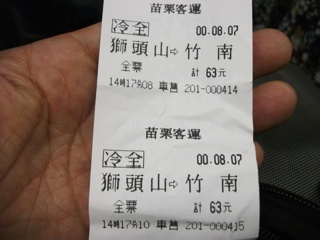 苗栗客運
冷全 00.08.07
獅頭山⇨竹 南
全票 計 63元
14時17分08 車售 201-000414
苗栗客運
冷全 00.08.07
獅頭山⇨竹 南
全票 計 63元
14時17分10 車售 201-000415